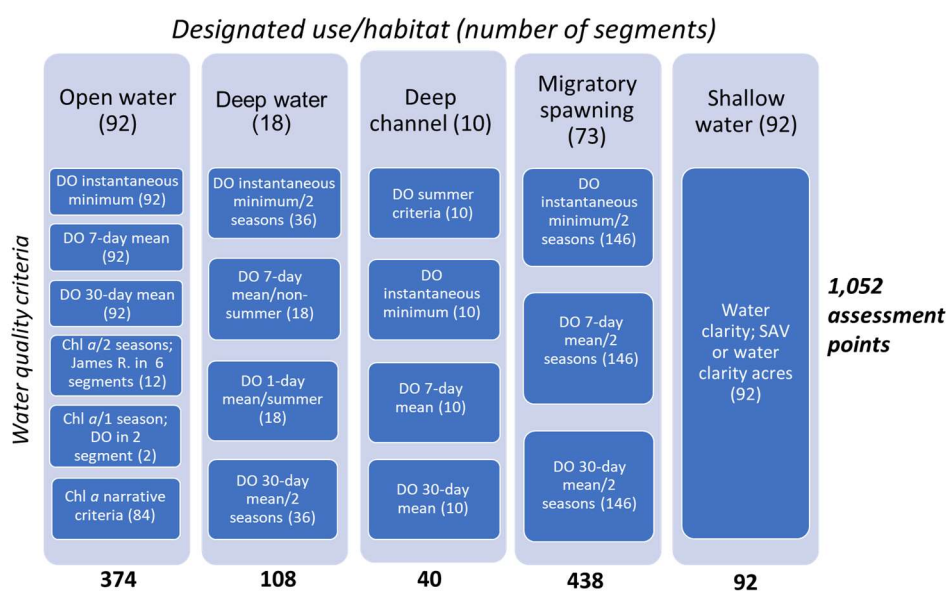 Designated use/habitat (number of segments)
Open water
(92)
DO instantaneous
minimum (92)
DO 7-day mean
(92)
DO 30-day mean
(92)
Chl a/2 seasons;
James R. in  6
segments (12)
Chl a/1 season;
DO in 2
segment (2)
Chl a narrative
criteria (84)
374
Deep water
(18)
DO instantaneous
minimum/2
seasons (36)
DO 7-day
mean/non-
summer (18)
DO 1-day
mean/summer
(18)
DO 30-day
mean/2
seasons (36)
108
Deep
channel (10)
DO summer
criteria (10)
DO
instantaneous
minimum (10)
DO 7-day
mean (10)
DO 30-day
mean (10)
40
Migratory
spawning
(73)
DO
instantaneous
minimum/2
seasons (146)
DO 7-day
mean/2
seasons (146)
DO 30-day
mean/2
seasons (146)
438
Shallow
water (92)
Water
clarity; SAV
or water
clarity acres
(92)
92
Water quality criteria
1,052
assessment
points